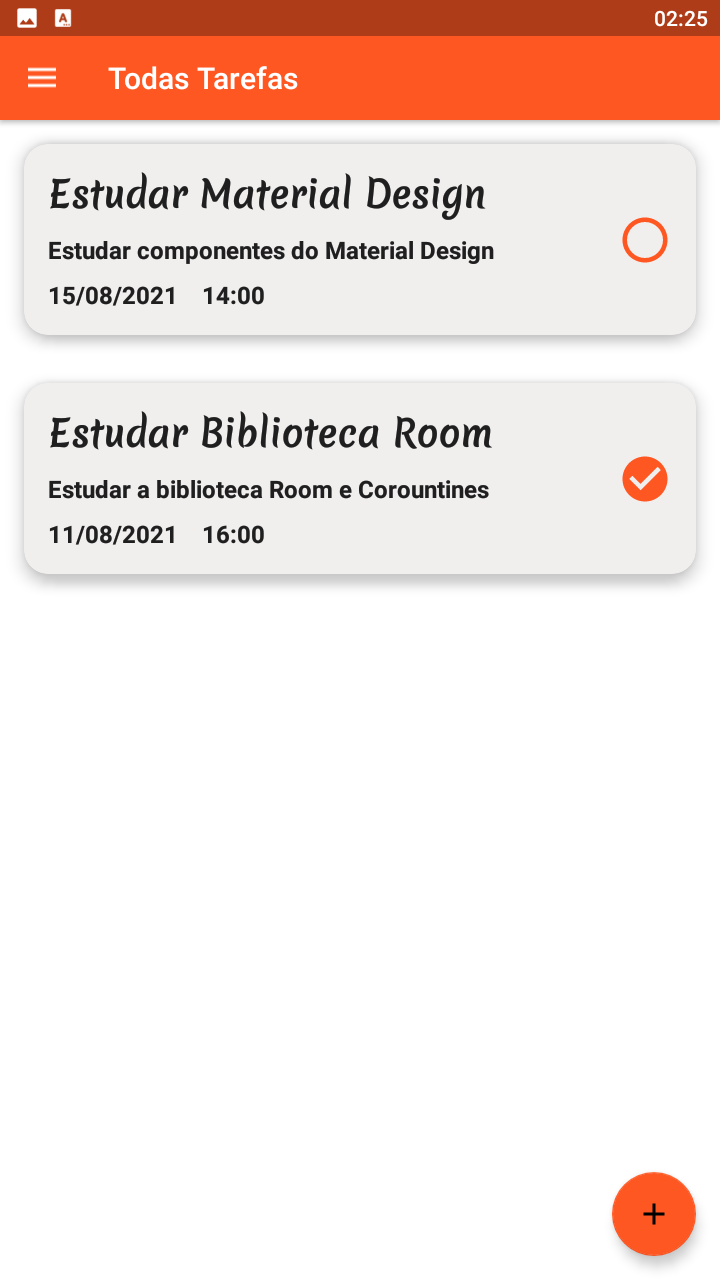 02:25
Todas Tarefas
Estudar Material Design
Estudar componentes do Material Design
15/08/2021 14:00
Estudar Biblioteca Room
Estudar a biblioteca Room e Corountines
11/08/2021 16:00